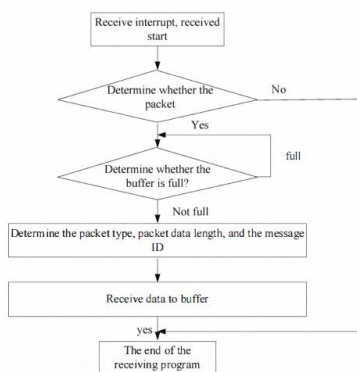 Receive interrupt, received
start
Determine whether the
packet
No
Yes
full
Determine whether the
buffer is full?
Not full
Determine the packet type, packet data length, and the message
ID
Receive data to buffer
yes
The end of the
receiving program